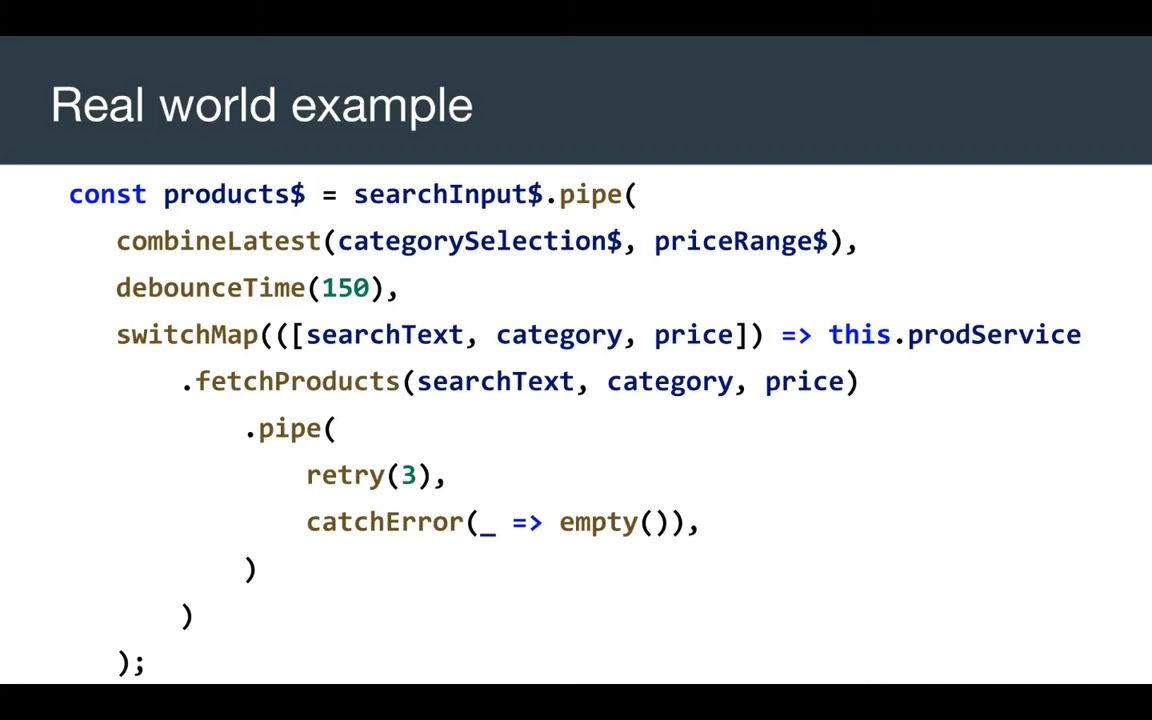 Real world example
const products$ = searchInput$.pipe(
combineLatest(categorySelection$, priceRange$),
debounceTime(150),
switchMap(([searchText, category, price]) => this.prodService
.fetchProducts(searchText, category, price)
.pipe(
retry(3),
catchError(_ => empty()),
)
)
);